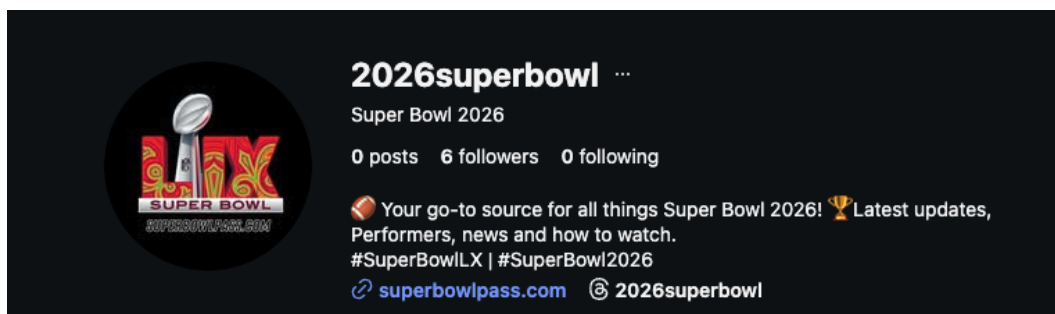 2026superbowl ...
Super Bowl 2026
0 posts 6 followers 0 following
🏈 Your go-to source for all things Super Bowl 2026! 🏆Latest updates,
Performers, news and how to watch.
#SuperBowlLX | #SuperBowl2026
superbowlpass.com 2026superbowl
LIX
SUPER BOWL
SUPERBOWLPASS.COM